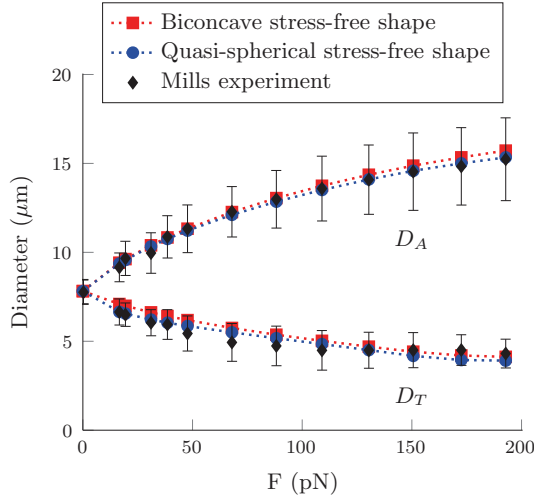 Biconcave stress-free shape
Quasi-spherical stress-free shape
Mills experiment
20
15
10
5
0
Diameter (μm)
D_A
D_T
0 50 100 150 200
F (pN)